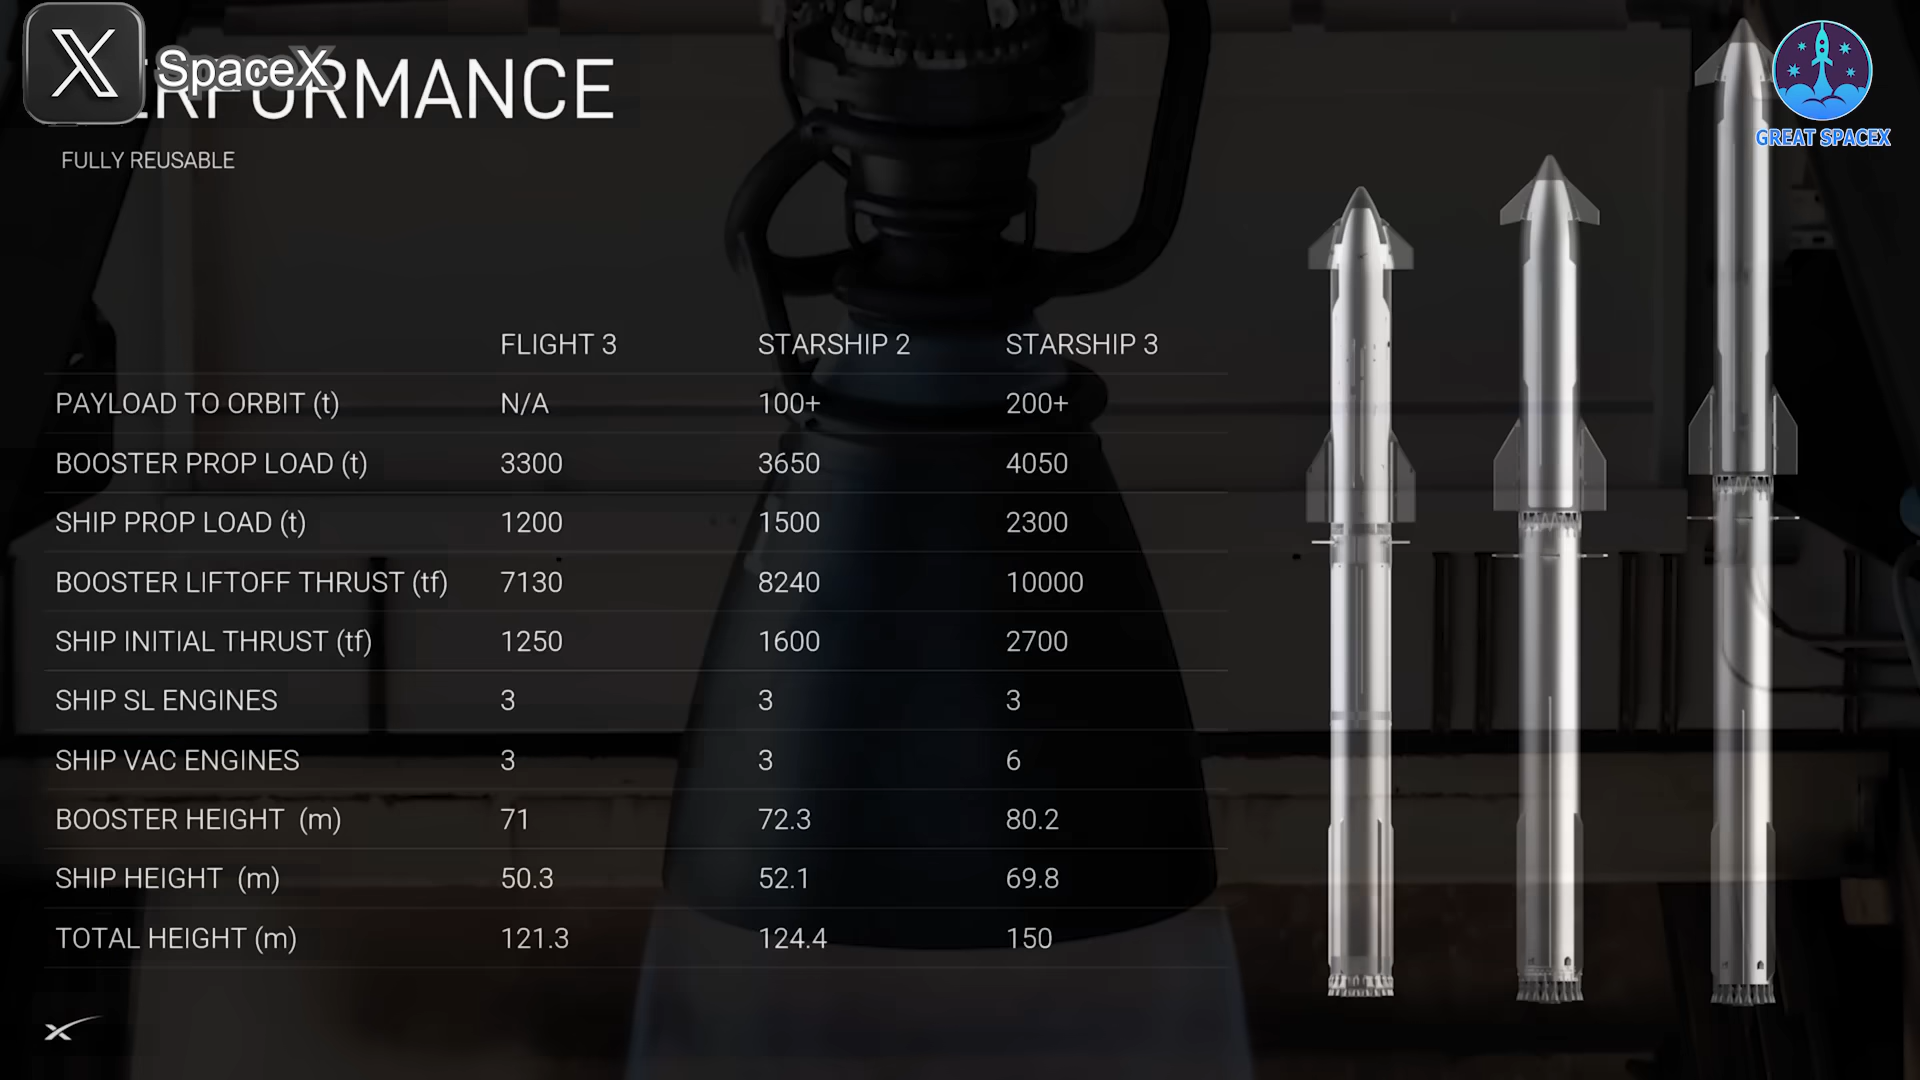 SpaceX
PERFORMANCE
GREAT SPACEX
FULLY REUSABLE
FLIGHT 3 STARSHIP 2 STARSHIP 3
PAYLOAD TO ORBIT (t) N/A 100+ 200+
BOOSTER PROP LOAD (t) 3300 3650 4050
SHIP PROP LOAD (t) 1200 1500 2300
BOOSTER LIFTOFF THRUST (tf) 7130 8240 10000
SHIP INITIAL THRUST (tf) 1250 1600 2700
SHIP SL ENGINES 3 3 3
SHIP VAC ENGINES 3 3 6
BOOSTER HEIGHT (m) 71 72.3 80.2
SHIP HEIGHT (m) 50.3 52.1 69.8
TOTAL HEIGHT (m) 121.3 124.4 150